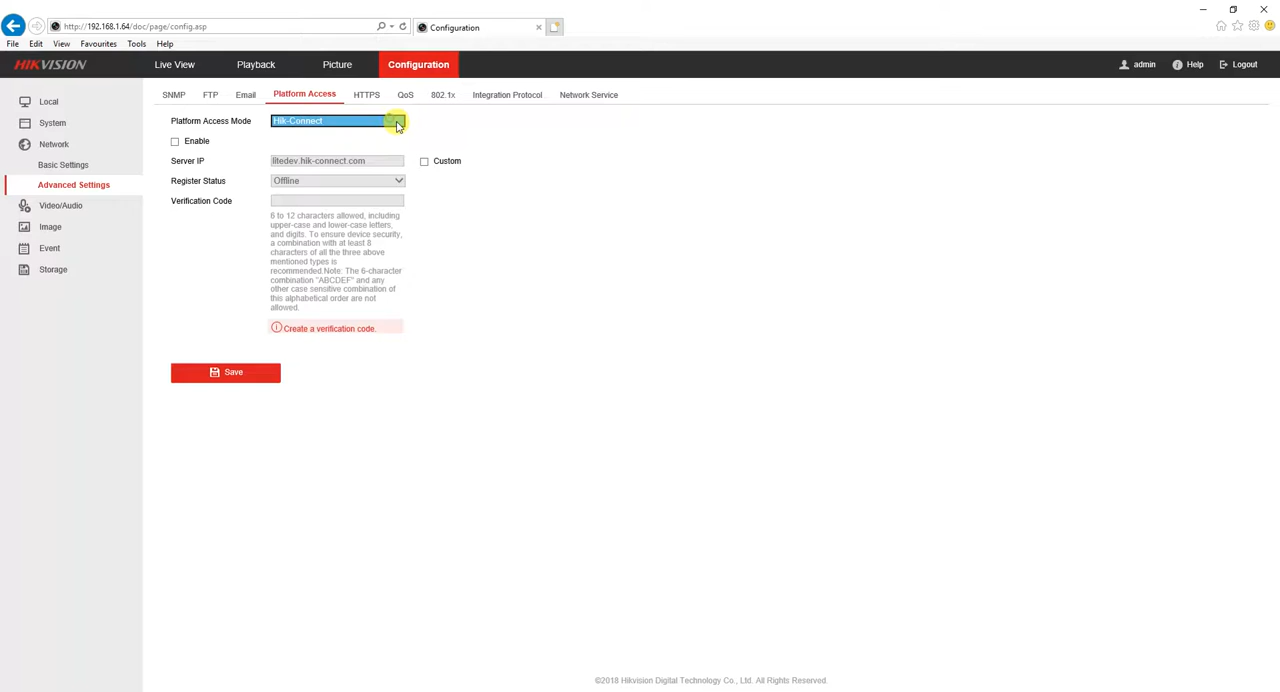 http://192.168.1.64/doc/page/config.asp
Configuration
File Edit View Favourites Tools Help
HIKVISION
Live View Playback Picture Configuration
admin Help Logout
Local
System
Network
Basic Settings
Advanced Settings
Video/Audio
Image
Event
Storage
SNMP FTP Email Platform Access HTTPS QoS 802.1x Integration Protocol Network Service
Platform Access Mode Hik-Connect
Enable
Server IP litedev.hik-connect.com Custom
Register Status Offline
Verification Code
6 to 12 characters allowed, including
upper-case and lower-case letters,
and digits. To ensure device security,
a combination with at least 8
characters of all the three above
mentioned types is
recommended.Note: The 6-character
combination "ABCDEF" and any
other case sensitive combination of
this alphabetical order are not
allowed.
Create a verification code.
Save
©2018 Hikvision Digital Technology Co., Ltd. All Rights Reserved.